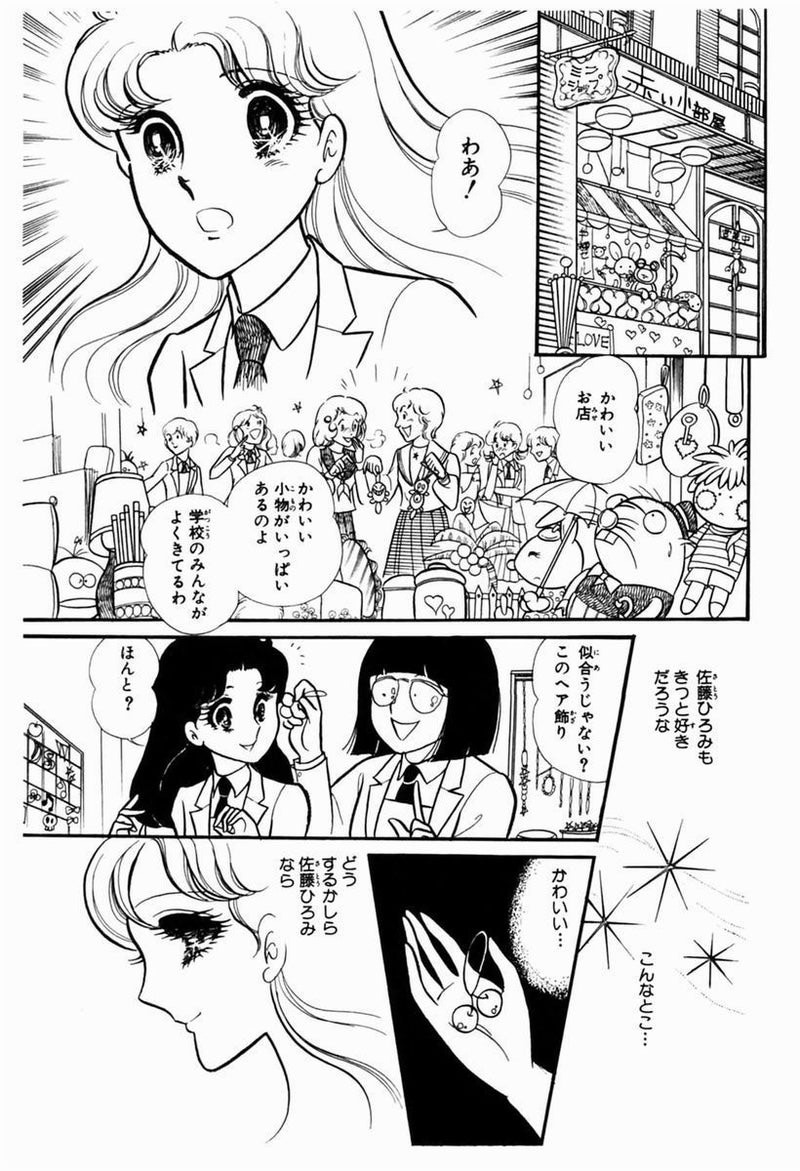 赤い小部屋
営業中
LOVE
わあ!
かわいい
お店
かわいい
小物がいっぱい
あるのよ
学校のみんなが
よくきてるわ
佐藤ひろみも
きっと好き
だろうな
似合うじゃない?
このヘア飾り
ほんと?
こんなとこ…
かわいい…
どう
するかしら
佐藤ひろみ
なら